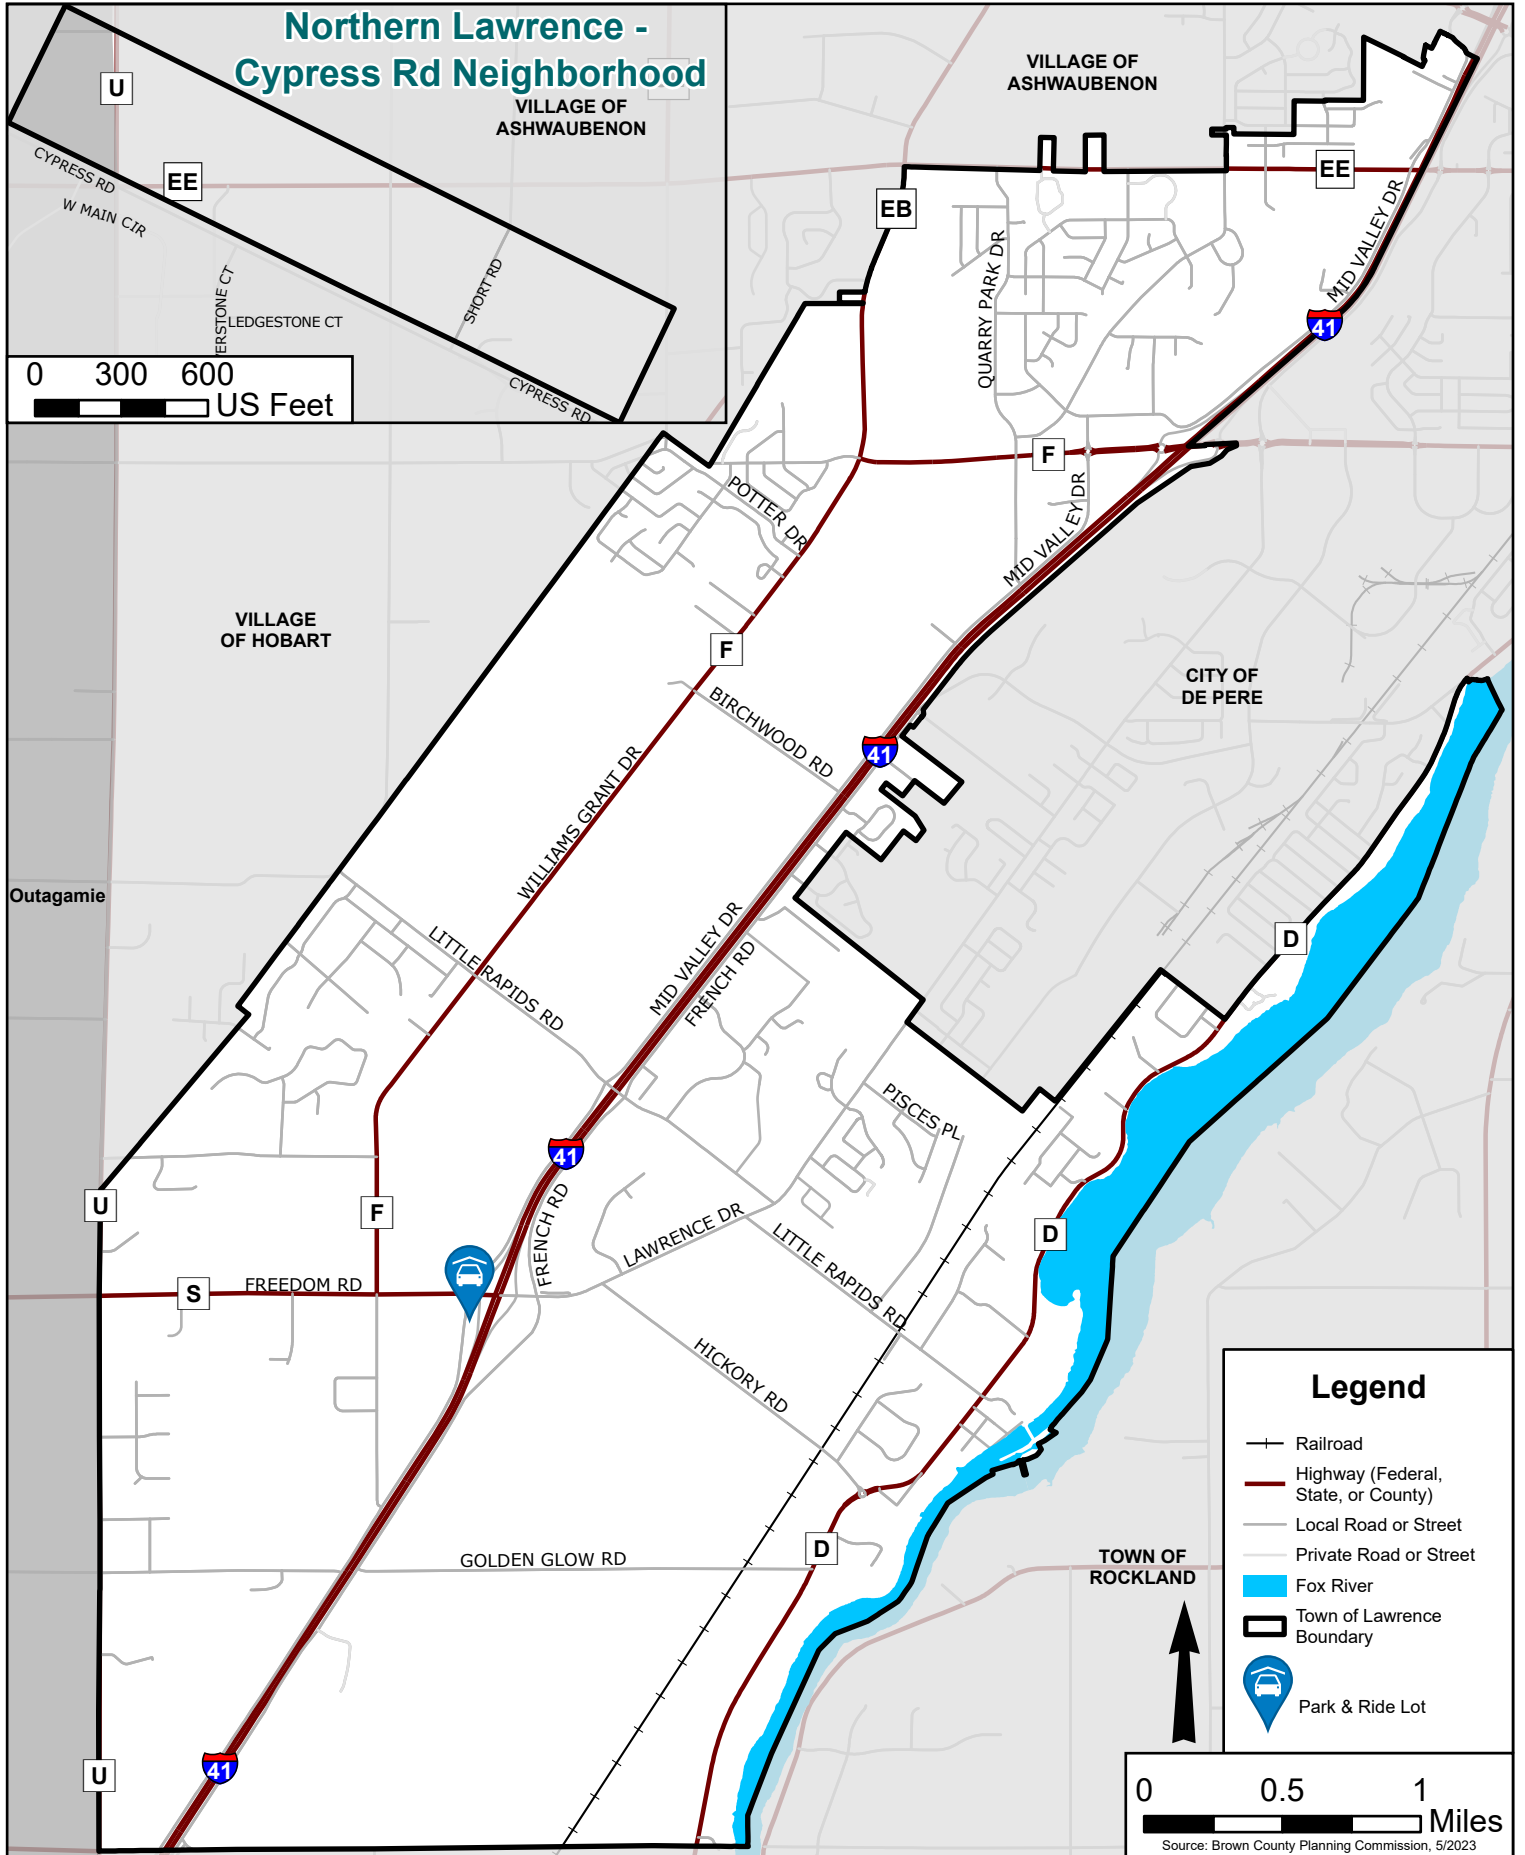 Northern Lawrence -
Cypress Rd Neighborhood
VILLAGE OF
ASHWAUBENON
U
EE
CYPRESS RD
W MAIN CIR
ERSTONE CT
LEDGESTONE CT
SHORT RD
CYPRESS RD
0 300 600
US Feet
VILLAGE OF
ASHWAUBENON
EE
EB
MID VALLEY DR
QUARRY PARK DR
41
F
POTTER DR
MID VALLEY DR
VILLAGE
OF HOBART
F
CITY OF
DE PERE
BIRCHWOOD RD
41
WILLIAMS GRANT DR
Outagamie
D
LITTLE RAPIDS RD
MID VALLEY DR
FRENCH RD
PISCES PL
41
U
F
FRENCH RD
LAWRENCE DR
LITTLE RAPIDS RD
D
S
FREEDOM RD
HICKORY RD
GOLDEN GLOW RD
D
TOWN OF
ROCKLAND
41
U
Legend
Railroad
Highway (Federal,
State, or County)
Local Road or Street
Private Road or Street
Fox River
Town of Lawrence
Boundary
Park & Ride Lot
0 0.5 1
Miles
Source: Brown County Planning Commission, 5/2023